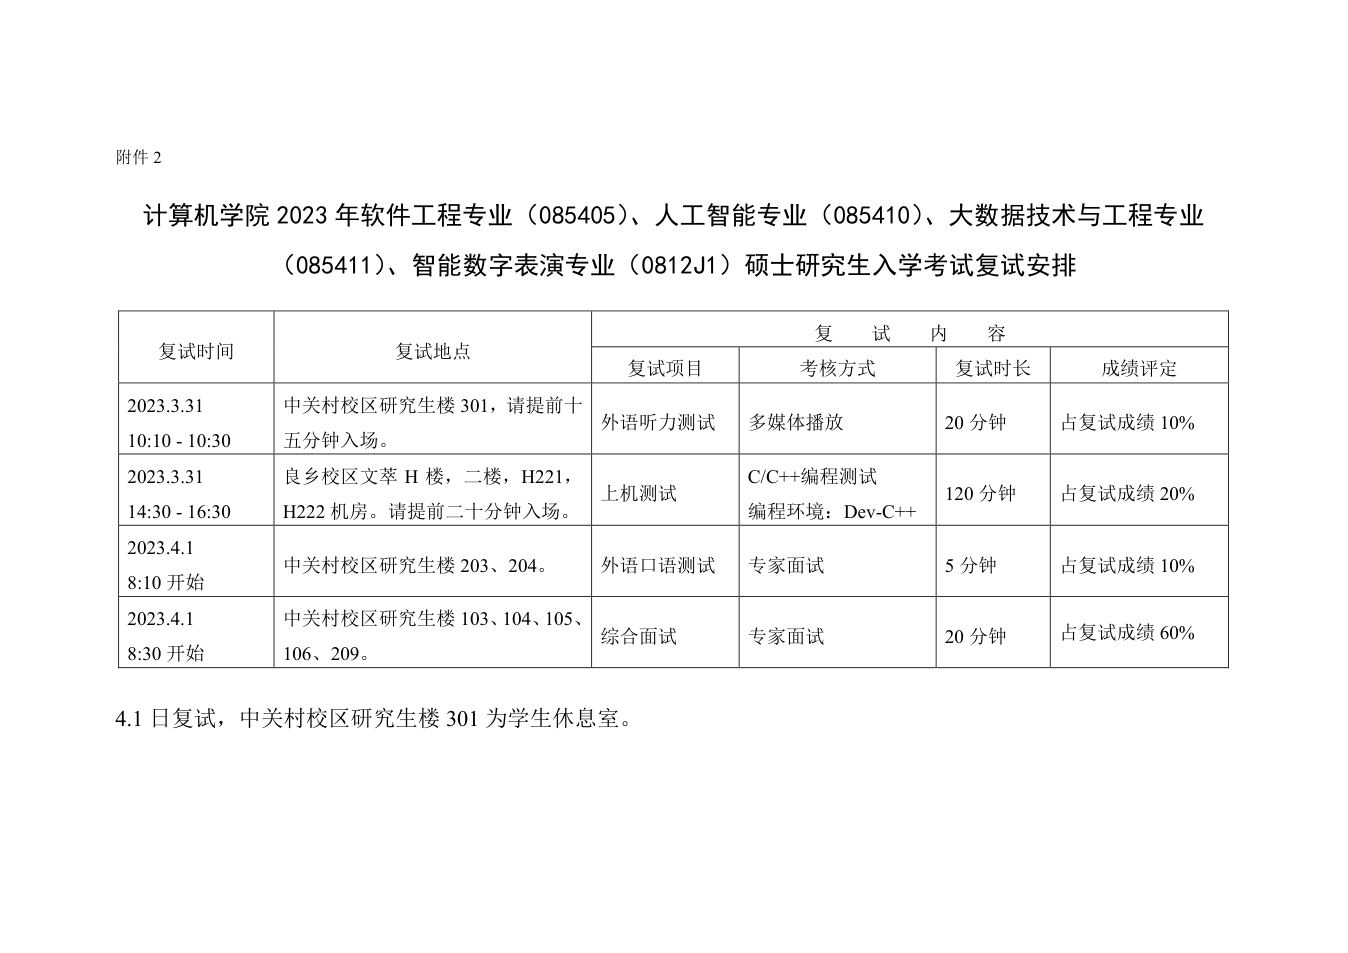 附件 2
计算机学院 2023 年软件工程专业（085405）、人工智能专业（085410）、大数据技术与工程专业
（085411）、智能数字表演专业（0812J1）硕士研究生入学考试复试安排
复试时间
复试地点
复 试 内 容
复试项目
考核方式
复试时长
成绩评定
2023.3.31
10:10 - 10:30
中关村校区研究生楼 301，请提前十
五分钟入场。
外语听力测试
多媒体播放
20 分钟
占复试成绩 10%
2023.3.31
14:30 - 16:30
良乡校区文萃 H 楼，二楼，H221，
H222 机房。请提前二十分钟入场。
上机测试
C/C++编程测试
编程环境：Dev-C++
120 分钟
占复试成绩 20%
2023.4.1
8:10 开始
中关村校区研究生楼 203、204。
外语口语测试
专家面试
5 分钟
占复试成绩 10%
2023.4.1
8:30 开始
中关村校区研究生楼 103、104、105、
106、209。
综合面试
专家面试
20 分钟
占复试成绩 60%
4.1 日复试，中关村校区研究生楼 301 为学生休息室。